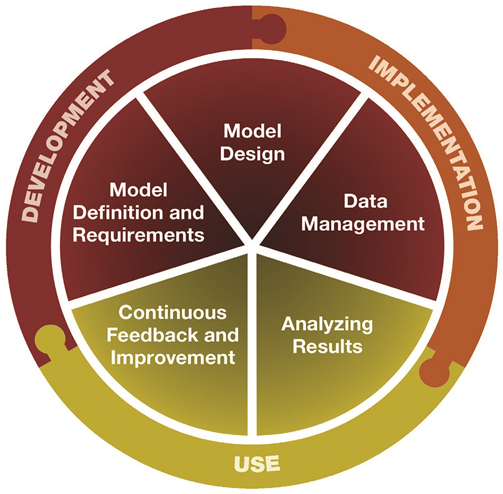 DEVELOPMENT
IMPLEMENTATION
Model
Design
Model
Definition and
Requirements
Data
Management
Continuous
Feedback and
Improvement
Analyzing
Results
USE